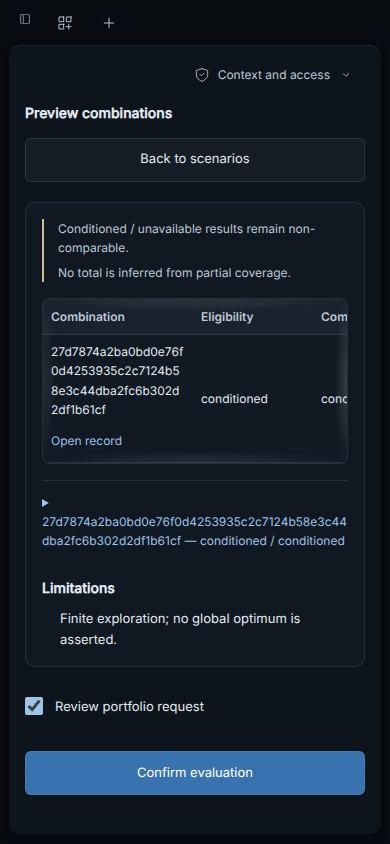 Context and access
Preview combinations
Back to scenarios
Conditioned / unavailable results remain non-
comparable.
No total is inferred from partial coverage.
Combination Eligibility Com
27d7874a2ba0bd0e76f
0d4253935c2c7124b5
8e3c44dba2fc6b302d
2df1b61cf
conditioned conc
Open record
27d7874a2ba0bd0e76f0d4253935c2c7124b58e3c44
dba2fc6b302d2df1b61cf — conditioned / conditioned
Limitations
Finite exploration; no global optimum is
asserted.
Review portfolio request
Confirm evaluation